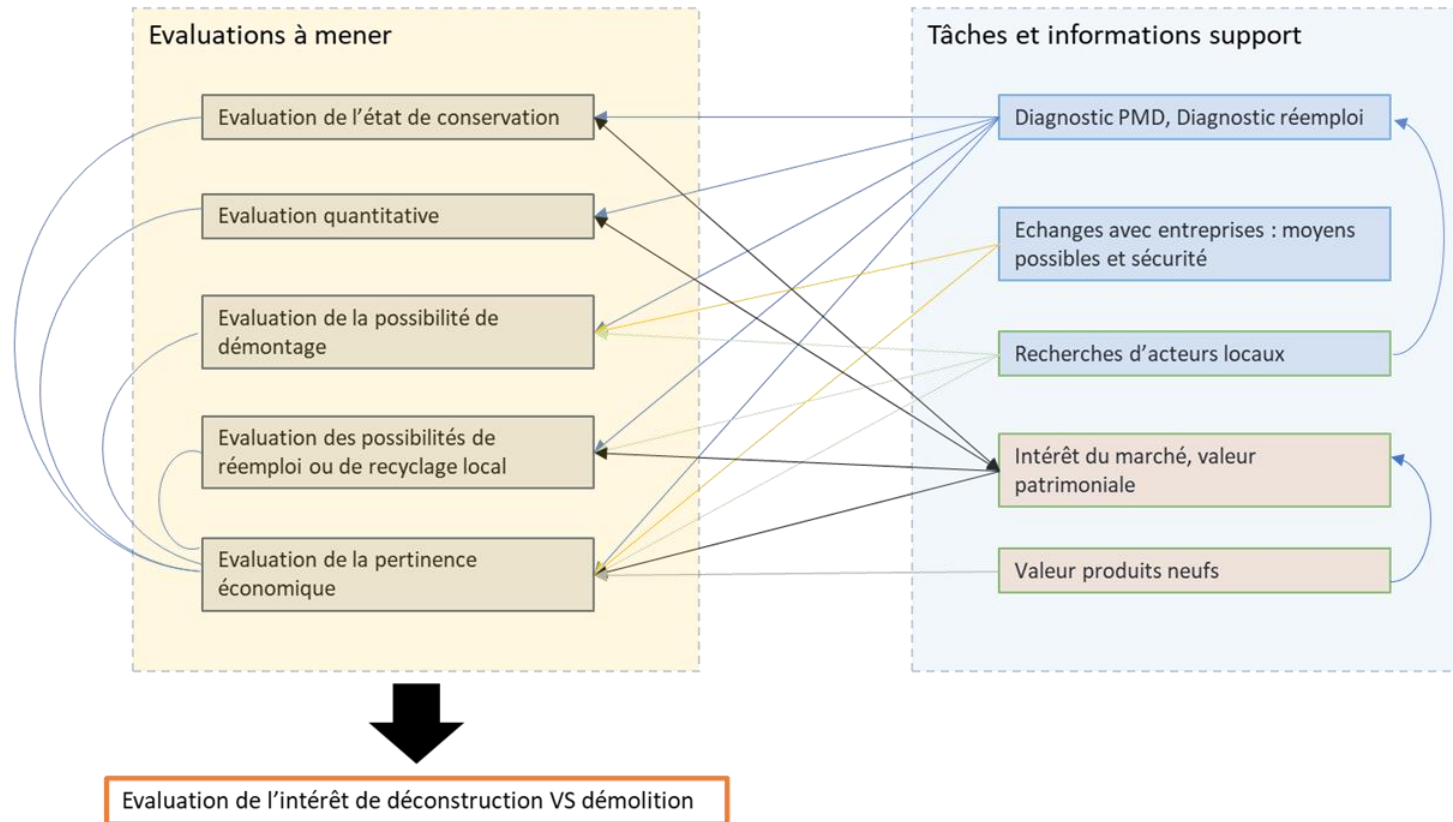 Evaluations à mener
Evaluation de l'état de conservation
Evaluation quantitative
Evaluation de la possibilité de
démontage
Evaluation des possibilités de
réemploi ou de recyclage local
Evaluation de la pertinence
économique
Tâches et informations support
Diagnostic PMD, Diagnostic réemploi
Echanges avec entreprises : moyens
possibles et sécurité
Recherches d'acteurs locaux
Intérêt du marché, valeur
patrimoniale
Valeur produits neufs
Evaluation de l'intérêt de déconstruction VS démolition